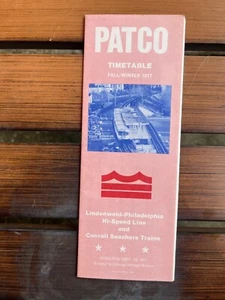 PATCO
TIMETABLE
FALL/WINTER 1977
Lindenwold-Philadelphia
Hi-Speed Line
and
Conrail Seashore Trains